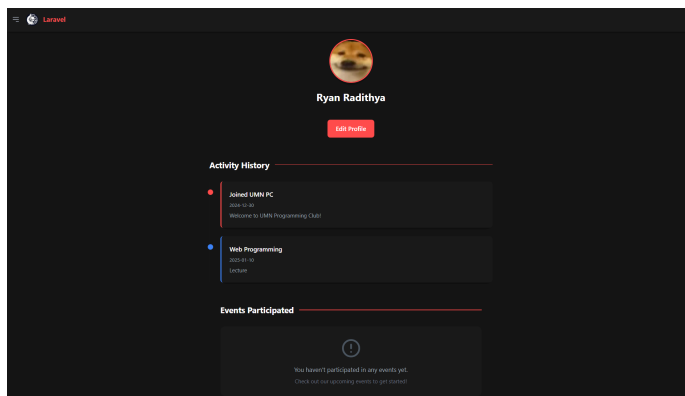 Laravel
Ryan Radithya
Edit Profile
Activity History
Joined UMN PC
2024-12-30
Welcome to UMN Programming Club!
Web Programming
2025-01-10
Lecture
Events Participated
You haven't participated in any events yet.
Check out our upcoming events to get started!